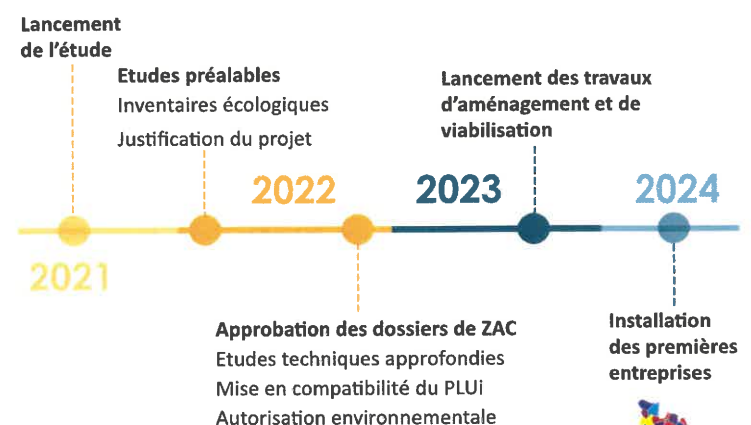 Lancement
de l'étude
Etudes préalables
Inventaires écologiques
Justification du projet
Lancement des travaux
d'aménagement et de
viabilisation
2021
2022
2023
2024
Approbation des dossiers de ZAC
Etudes techniques approfondies
Mise en compatibilité du PLUi
Autorisation environnementale
Installation
des premières
entreprises